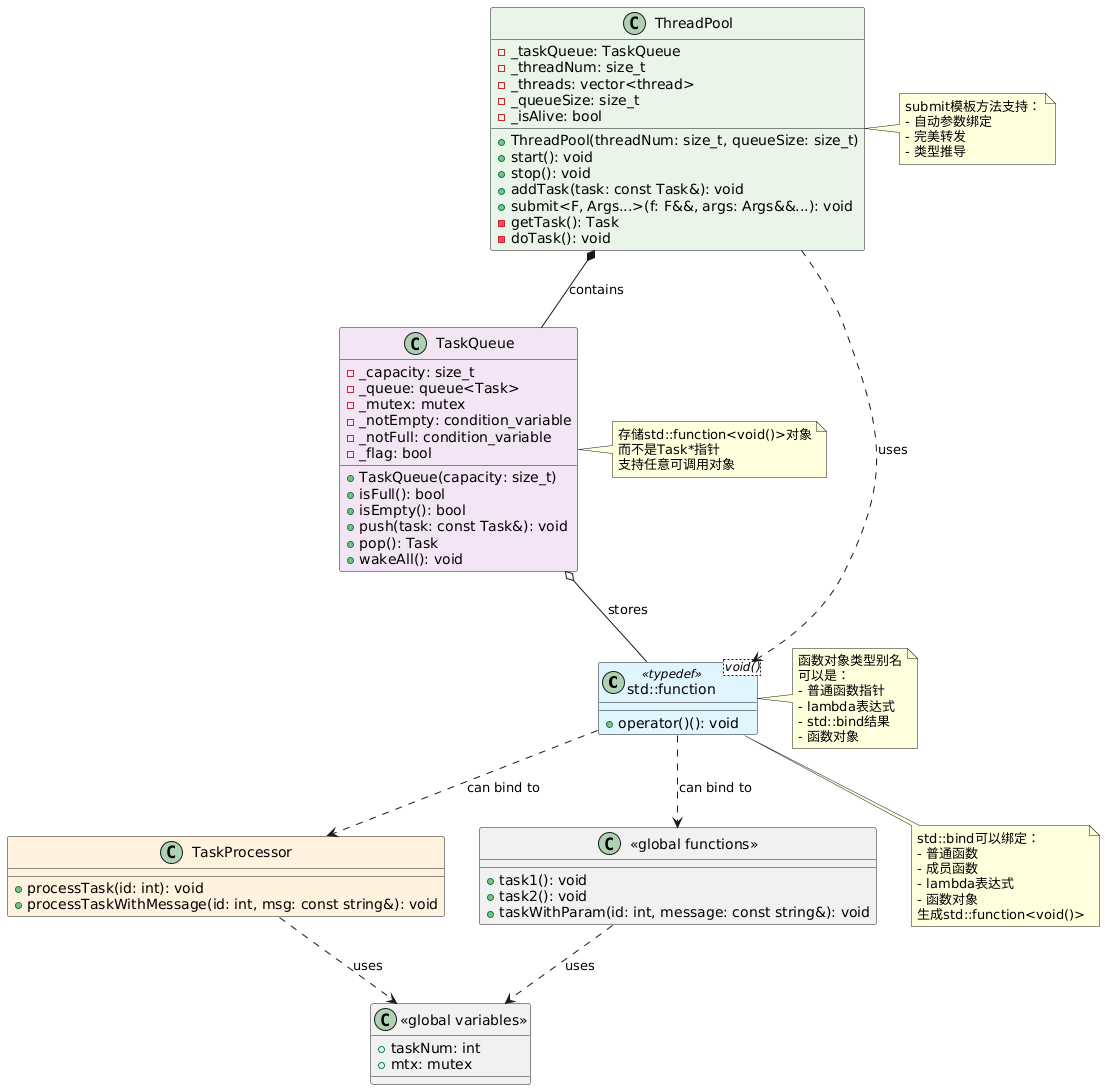 ThreadPool
_taskQueue: TaskQueue
_threadNum: size_t
_threads: vector<thread>
_queueSize: size_t
_isAlive: bool
ThreadPool(threadNum: size_t, queueSize: size_t)
start(): void
stop(): void
addTask(task: const Task&): void
submit<F, Args...>(f: F&&, args: Args&&...): void
getTask(): Task
doTask(): void
submit模板方法支持：
- 自动参数绑定
- 完美转发
- 类型推导
contains
uses
TaskQueue
_capacity: size_t
_queue: queue<Task>
_mutex: mutex
_notEmpty: condition_variable
_notFull: condition_variable
_flag: bool
TaskQueue(capacity: size_t)
isFull(): bool
isEmpty(): bool
push(task: const Task&): void
pop(): Task
wakeAll(): void
存储std::function<void()>对象
而不是Task*指针
支持任意可调用对象
stores
void()
«typedef»
std::function
operator()(): void
函数对象类型别名
可以是：
- 普通函数指针
- lambda表达式
- std::bind结果
- 函数对象
can bind to
can bind to
TaskProcessor
processTask(id: int): void
processTaskWithMessage(id: int, msg: const string&): void
«global functions»
task1(): void
task2(): void
taskWithParam(id: int, message: const string&): void
std::bind可以绑定：
- 普通函数
- 成员函数
- lambda表达式
- 函数对象
生成std::function<void()>
uses
uses
«global variables»
taskNum: int
mtx: mutex